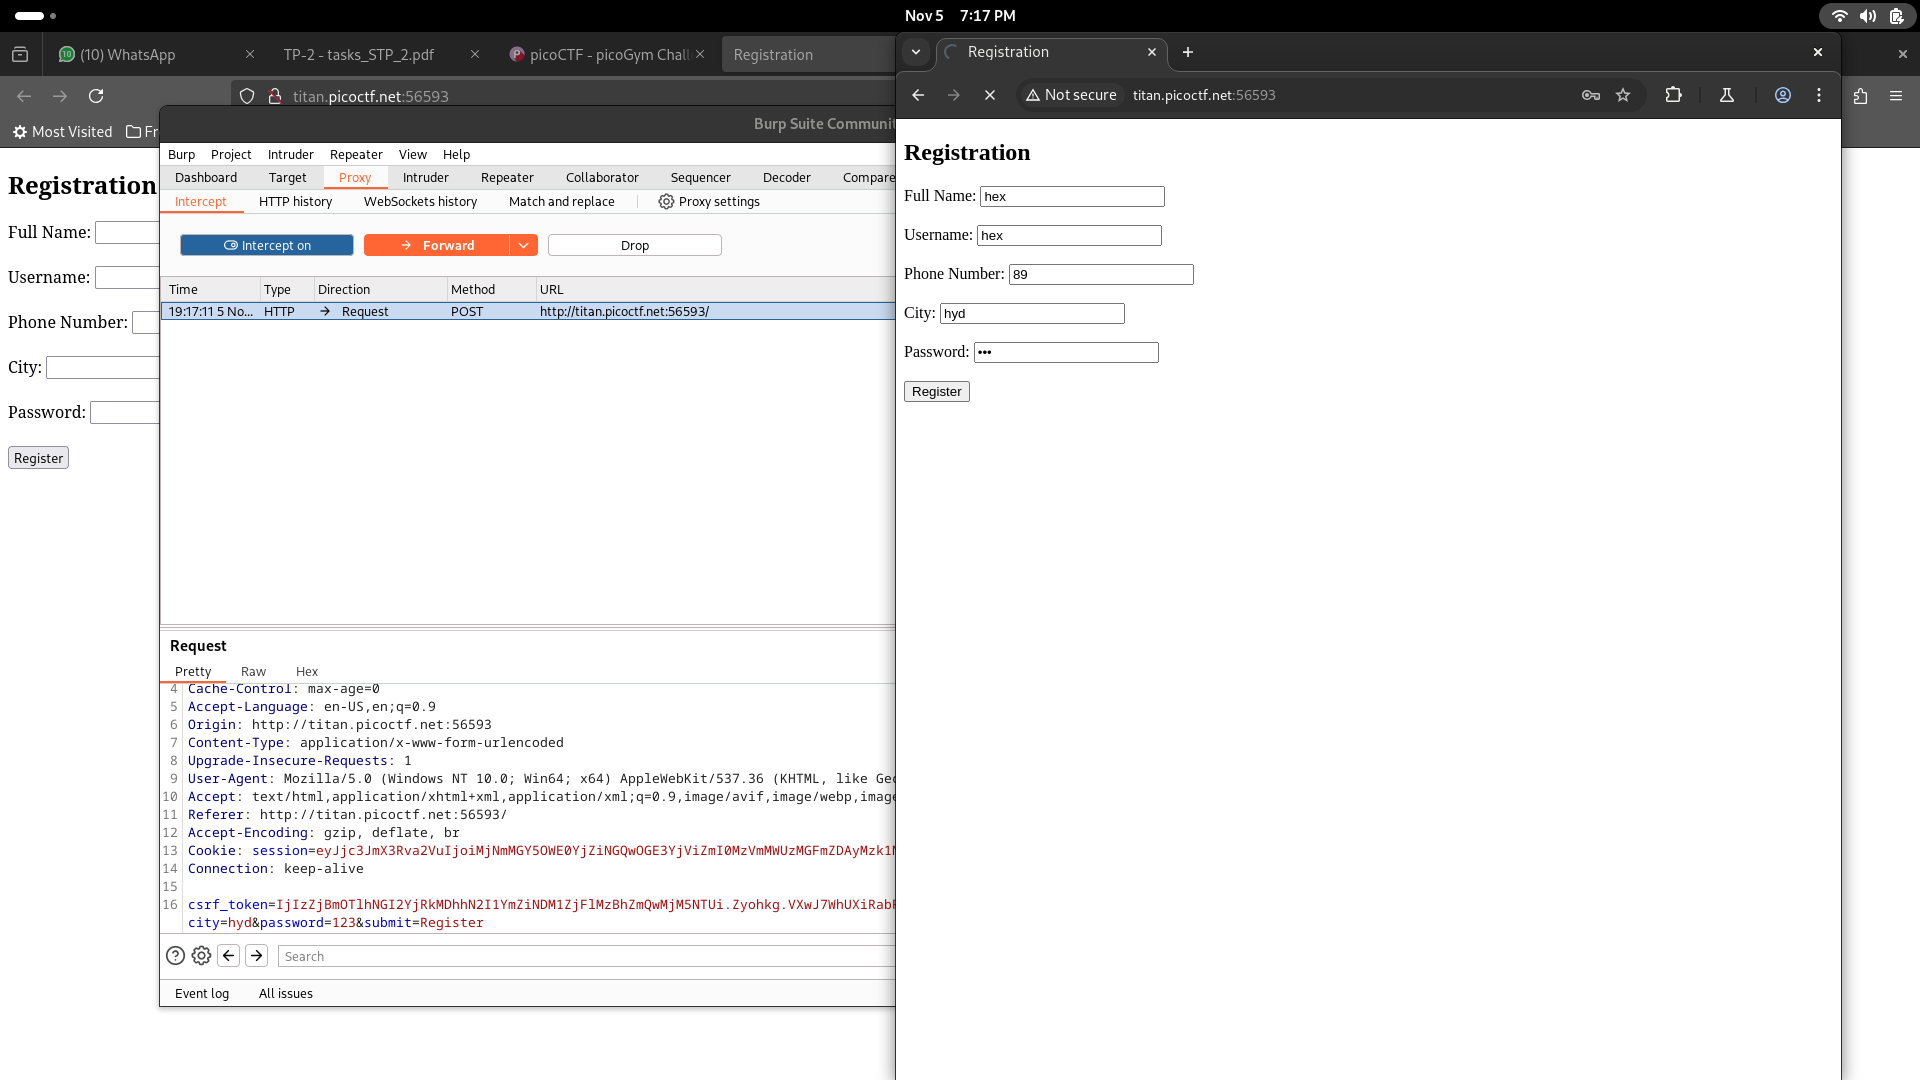 Nov 5 7:17 PM
(10) WhatsApp
TP-2 - tasks_STP_2.pdf
picoCTF - picoGym Chall
Registration
titan.picoctf.net:56593
Most Visited
Fr
Registration
Full Name:
Username:
Phone Number:
City:
Password:
Register
Burp Suite Communit
Burp Project Intruder Repeater View Help
Dashboard Target Proxy Intruder Repeater Collaborator Sequencer Decoder Compare
Intercept HTTP history WebSockets history Match and replace Proxy settings
Intercept on Forward Drop
Time Type Direction Method URL
19:17:11 5 No... HTTP Request POST http://titan.picoctf.net:56593/
Request
Pretty Raw Hex
4 Cache-Control: max-age=0
5 Accept-Language: en-US,en;q=0.9
6 Origin: http://titan.picoctf.net:56593
7 Content-Type: application/x-www-form-urlencoded
8 Upgrade-Insecure-Requests: 1
9 User-Agent: Mozilla/5.0 (Windows NT 10.0; Win64; x64) AppleWebKit/537.36 (KHTML, like Gec
10 Accept: text/html,application/xhtml+xml,application/xml;q=0.9,image/avif,image/webp,image
11 Referer: http://titan.picoctf.net:56593/
12 Accept-Encoding: gzip, deflate, br
13 Cookie: session=eyJjc3JmX3Rva2VuIjoiMjNmMGY5OWE0YjZiNGQwOGE3YjViZmI0MzVmMWUzMGFmZDAyMzk1N
14 Connection: keep-alive
15
16 csrf_token=IjIzZjBmOTlhNGI2YjRkMDhhN2I1YmZiNDM1ZjFlMzBhZmQwMjM5NTUi.Zyohkg.VXwJ7WhUXiRabF
city=hyd&password=123&submit=Register
Search
Event log All issues
Registration
Not secure titan.picoctf.net:56593
Registration
Full Name: hex
Username: hex
Phone Number: 89
City: hyd
Password: •••
Register